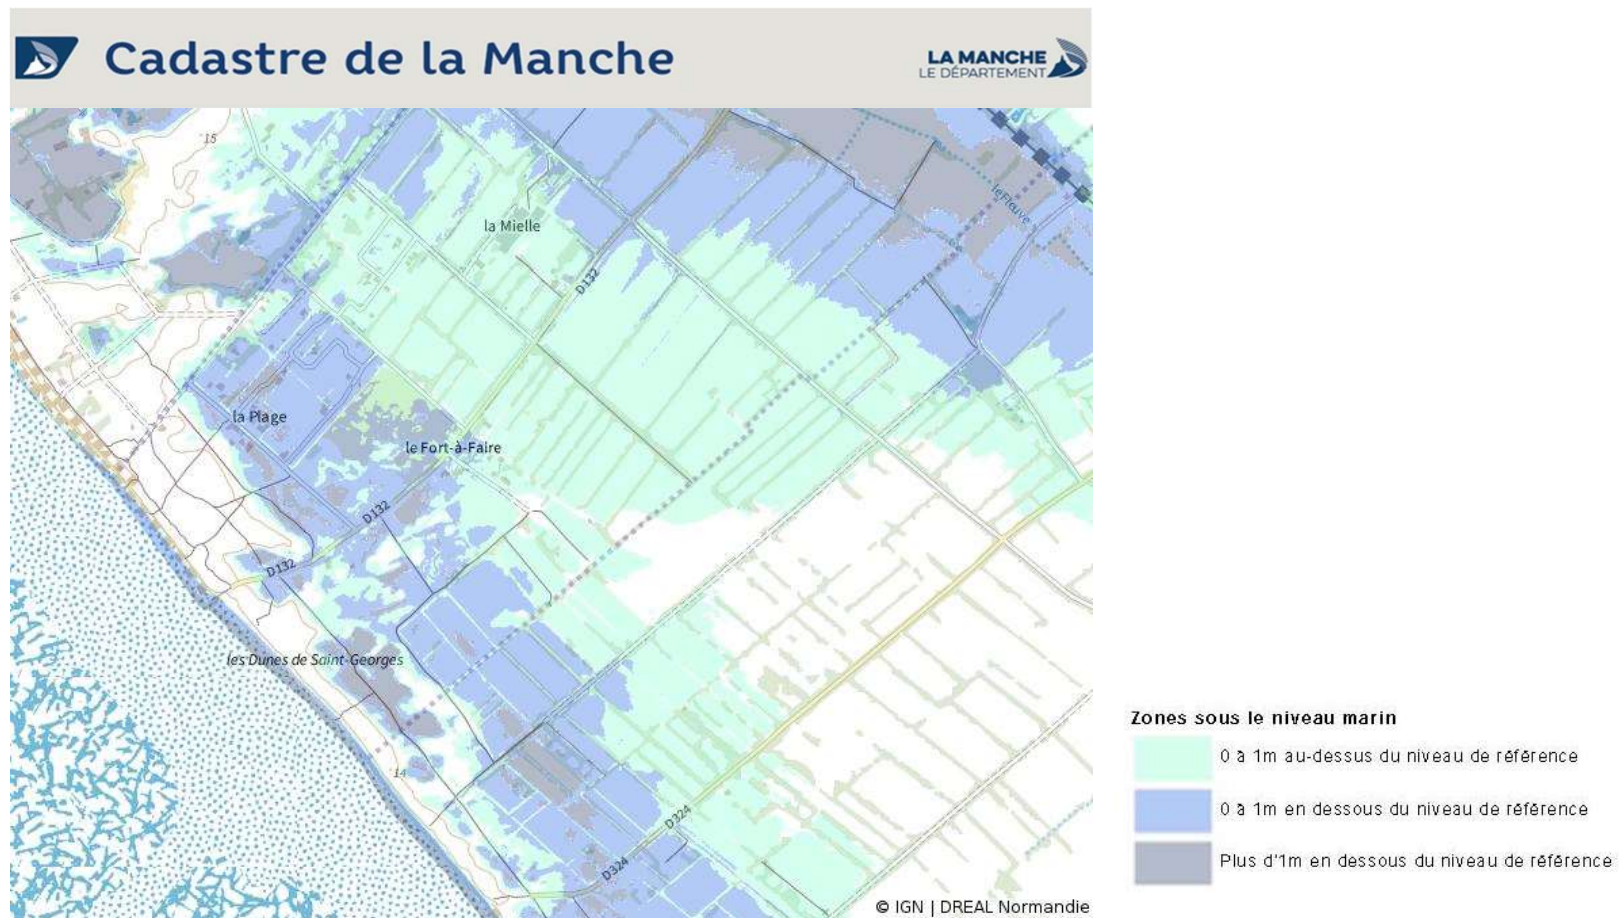 Cadastre de la Manche
LA MANCHE
LE DÉPARTEMENT
15
la Mielle
le Fleuve
D132
la Plage
le Fort-à-Faire
D132
D132
les Dunes de Saint-Georges
14
D324
D324
© IGN | DREAL Normandie
Zones sous le niveau marin
0 à 1m au-dessus du niveau de référence
0 à 1m en dessous du niveau de référence
Plus d'1m en dessous du niveau de référence